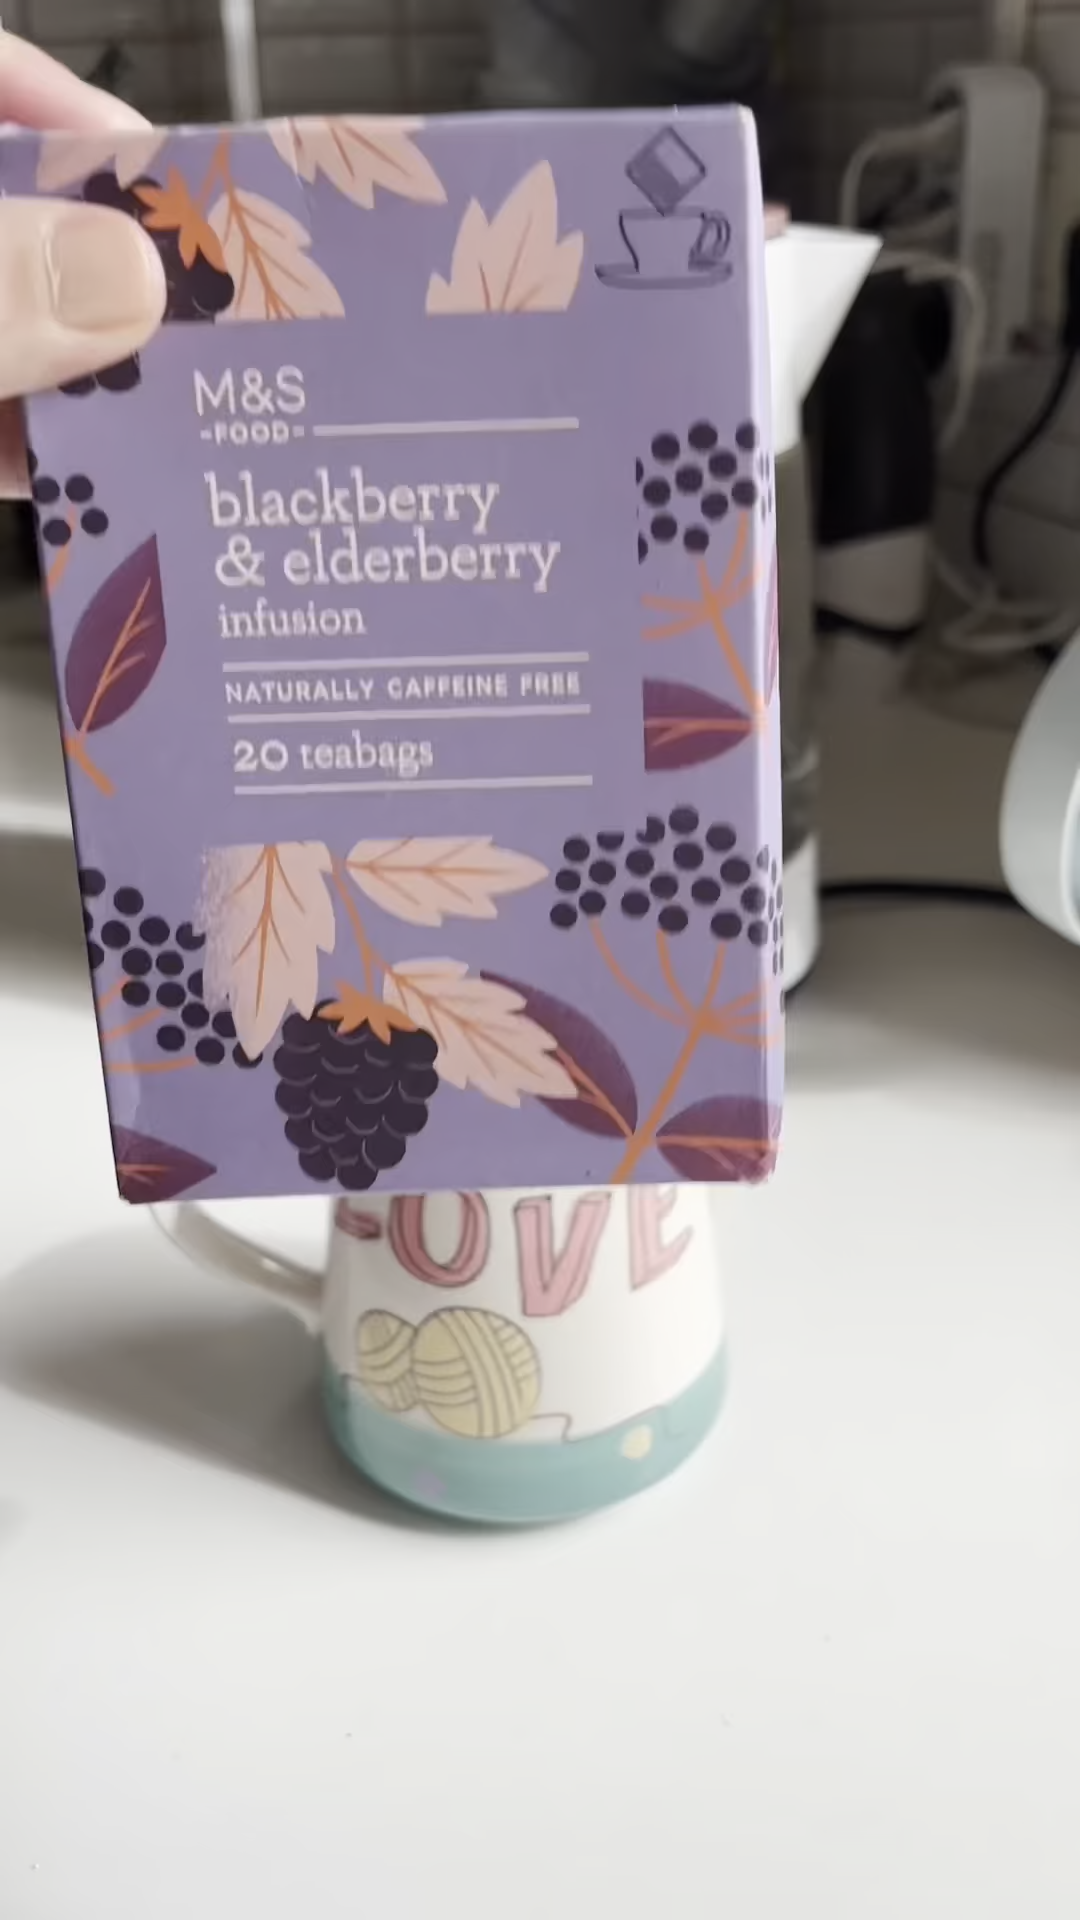 M&S
-FOOD-
blackberry
& elderberry
infusion
NATURALLY CAFFEINE FREE
20 teabags
LOVE